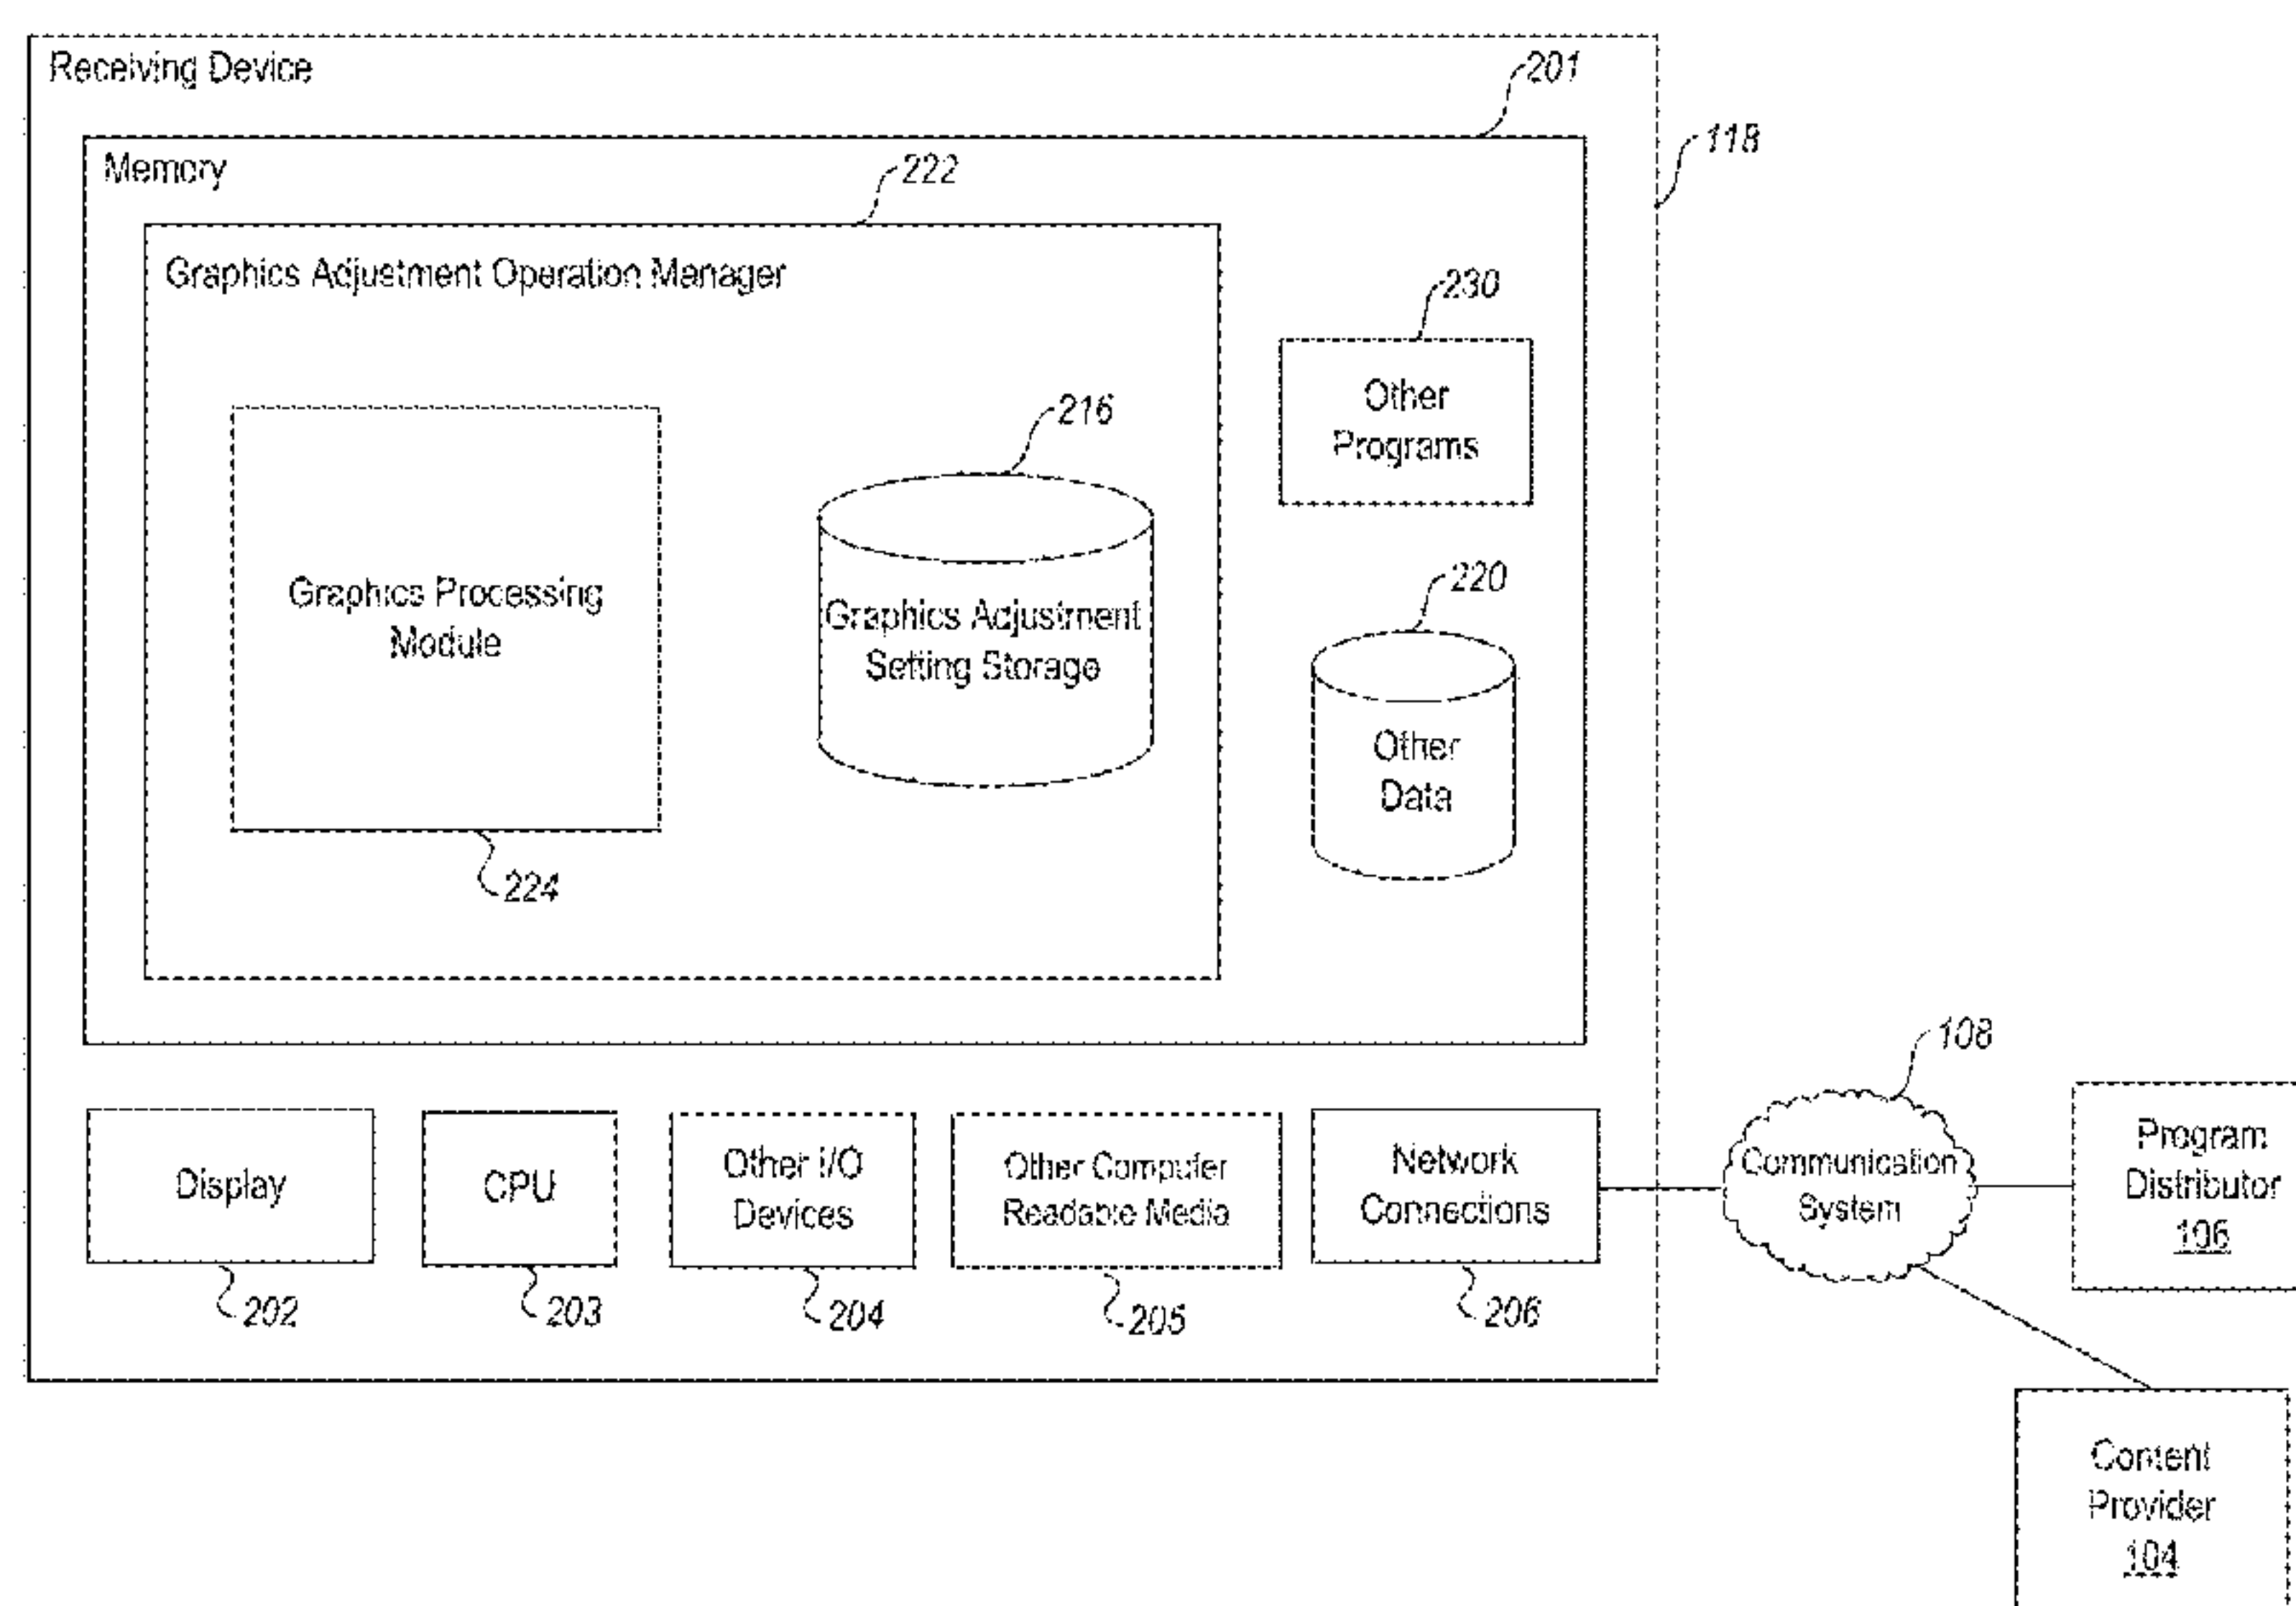 Receiving Device
201
118
Memory
222
Graphics Adjustment Operation Manager
230
Other
Programs
216
Graphics Processing
Module
Graphics Adjustment
Setting Storage
220
Other
Data
224
108
Display
CPU
Other I/O
Devices
Other Computer
Readable Media
Network
Connections
Communication
System
Program
Distributor
106
202
203
204
205
206
Content
Provider
104